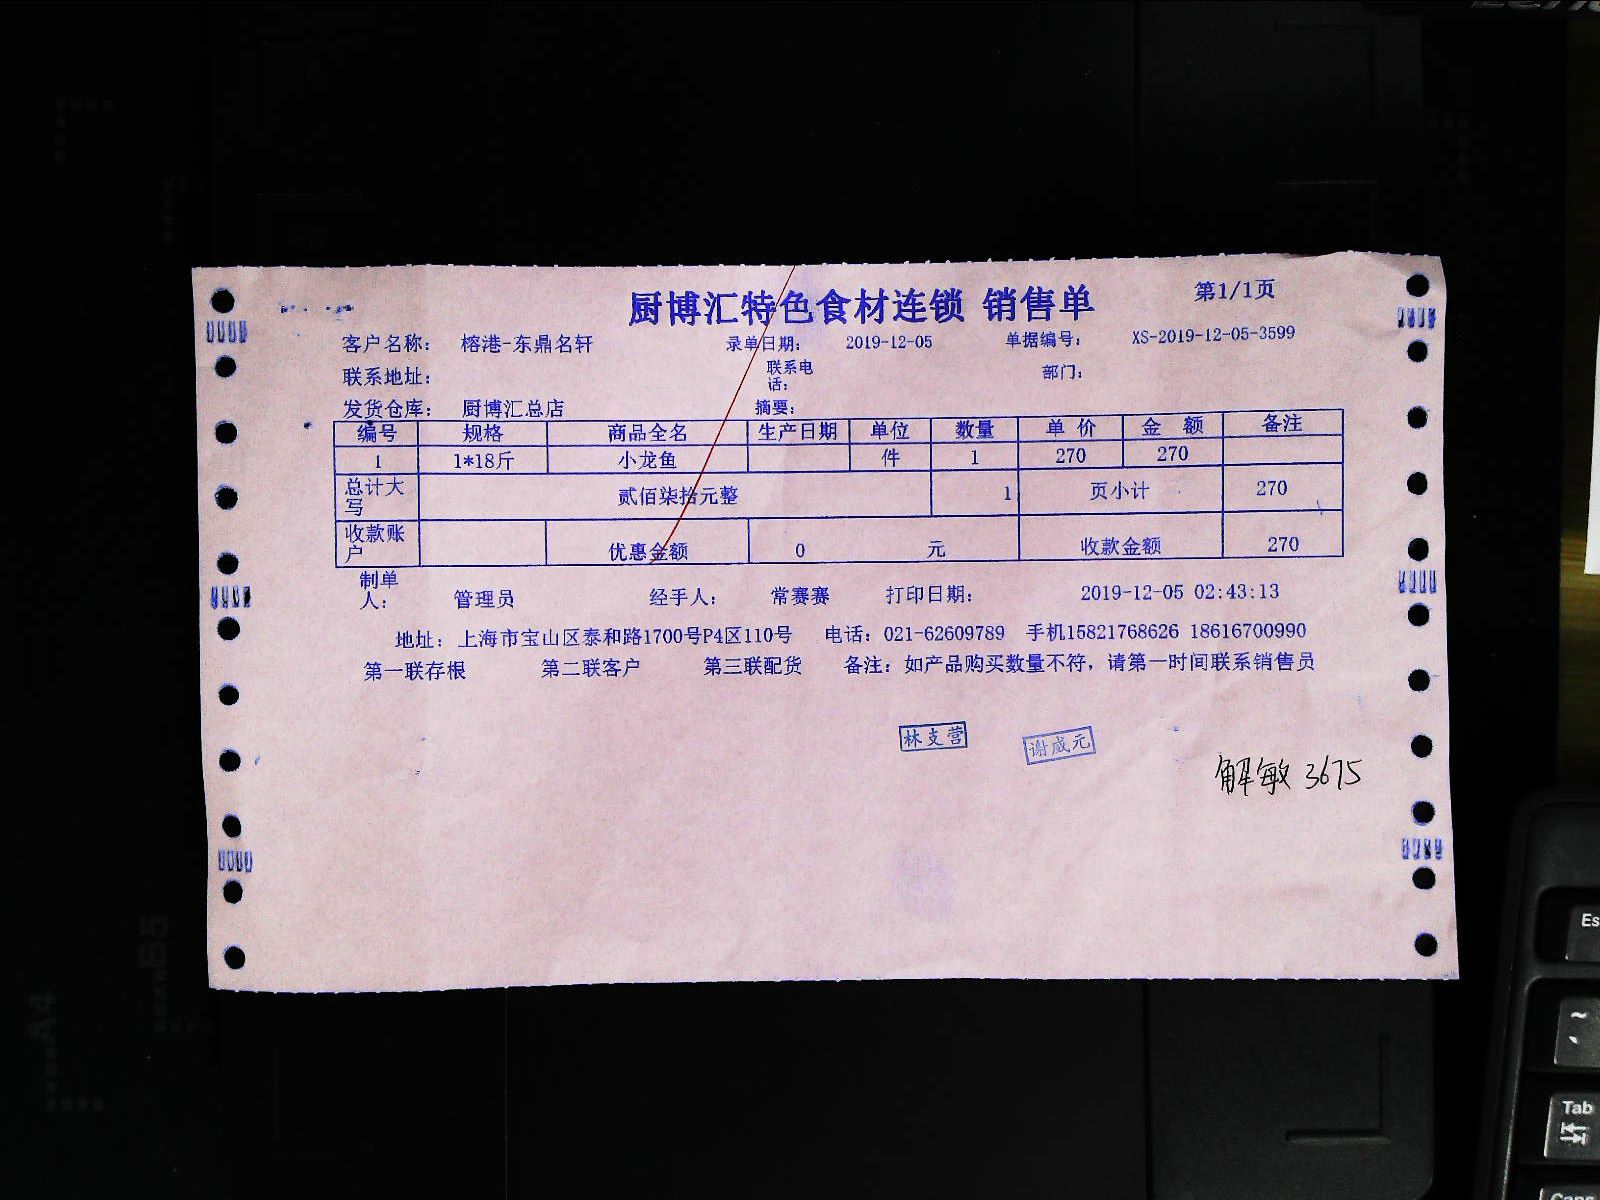 厨博汇特色食材连锁 销售单 第1/1页
客户名称： 榕港-东鼎名轩 录单日期： 2019-12-05 单据编号： XS-2019-12-05-3599
联系地址： 联系电话： 部门：
发货仓库： 厨博汇总店 摘要：
编号 规格 商品全名 生产日期 单位 数量 单价 金额 备注
1 1*18斤 小龙鱼 件 1 270 270
总计大写 贰佰柒拾元整 1 页小计 270
收款账户 优惠金额 0 元 收款金额 270
制单人： 管理员 经手人： 常赛赛 打印日期： 2019-12-05 02:43:13
地址：上海市宝山区泰和路1700号P4区110号 电话：021-62609789 手机15821768626 18616700990
第一联存根 第二联客户 第三联配货 备注：如产品购买数量不符，请第一时间联系销售员
林支营 谢威元
解敏 3675
A4
B5
Es
~
Tab
Caps